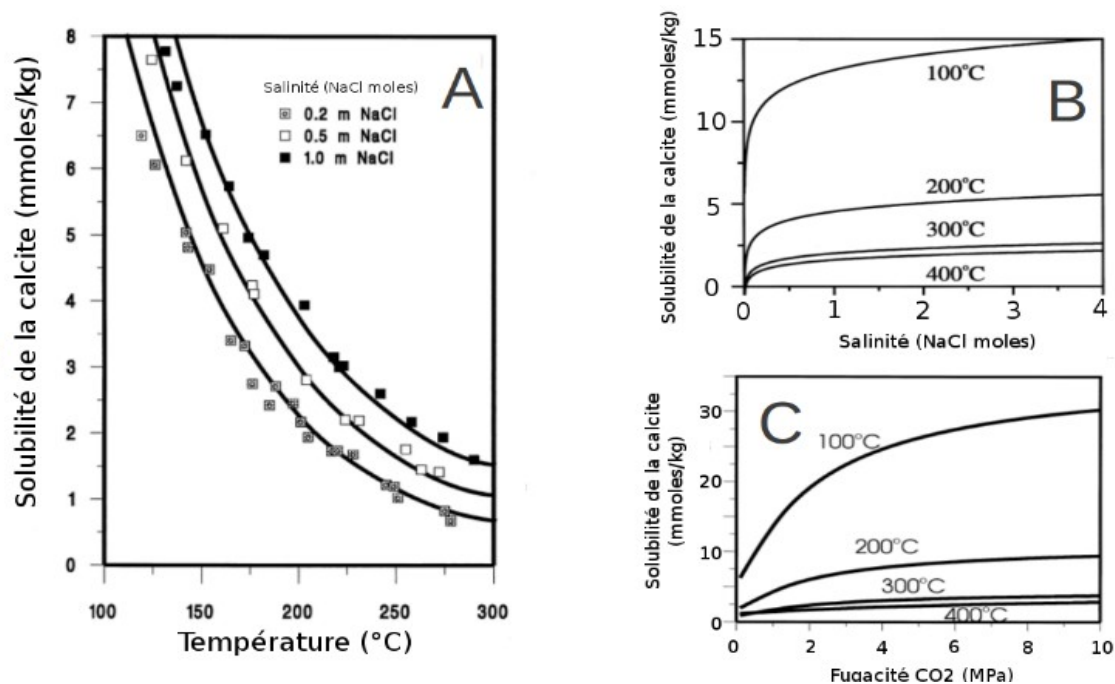 Solubilité de la calcite (mmoles/kg)
8
7
6
5
4
3
2
1
0
A
Salinité (NaCl moles)
0.2 m NaCl
0.5 m NaCl
1.0 m NaCl
100
150
200
250
300
Température (°C)
Solubilité de la calcite (mmoles/kg)
15
10
5
0
B
100°C
200°C
300°C
400°C
0
1
2
3
4
Salinité (NaCl moles)
Solubilité de la calcite
(mmoles/kg)
30
20
10
0
C
100°C
200°C
300°C
400°C
0
2
4
6
8
10
Fugacité CO2 (MPa)